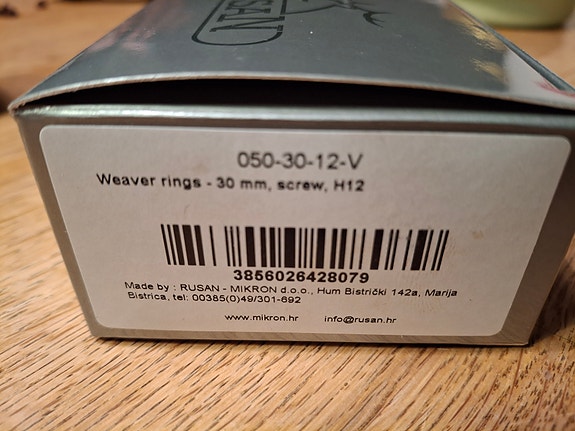 USAN
050-30-12-V
Weaver rings - 30 mm, screw, H12
3856026428079
Made by : RUSAN - MIKRON d.o.o., Hum Bistrički 142a, Marija
Bistrica, tel: 00385(0)49/301-692
www.mikron.hr info@rusan.hr